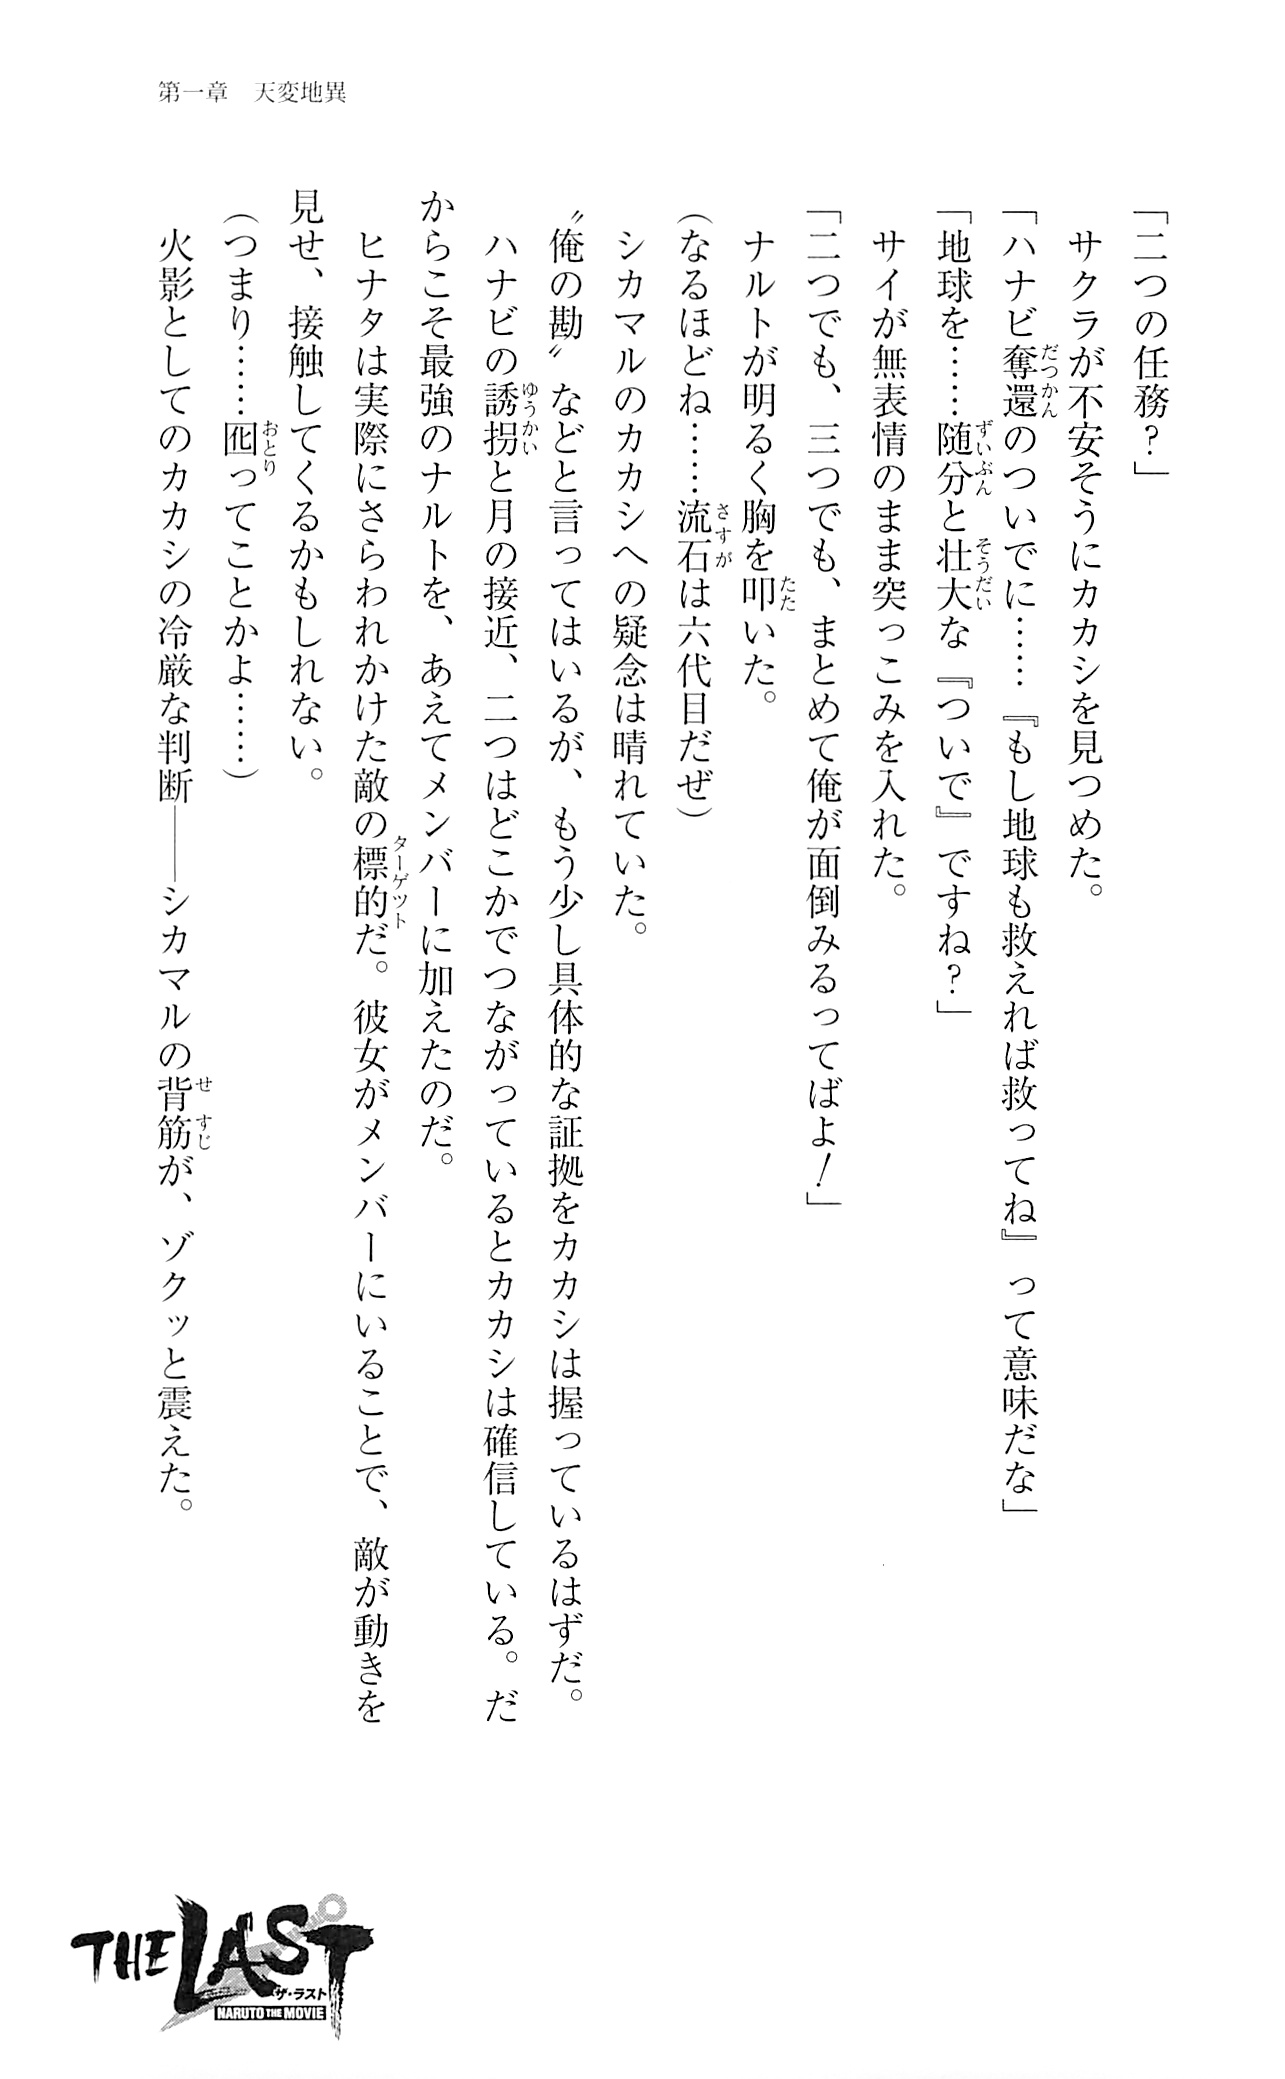 第一章　天変地異
「二つの任務？」
　サクラが不安そうにカカシを見つめた。
「ハナビ奪還のついでに……『もし地球も救えれば救ってね』って意味だな」
「地球を……随分と壮大な『ついで』ですね？」
　サイが無表情のまま突っこみを入れた。
「二つでも、三つでも、まとめて俺が面倒みるってばよ！」
　ナルトが明るく胸を叩いた。
（なるほどね……流石は六代目だぜ）
　シカマルのカカシへの疑念は晴れていた。
〝俺の勘〟などと言ってはいるが、もう少し具体的な証拠をカカシは握っているはずだ。
　ハナビの誘拐と月の接近、二つはどこかでつながっているとカカシは確信している。だ
からこそ最強のナルトを、あえてメンバーに加えたのだ。
　ヒナタは実際にさらわれかけた敵の標的だ。彼女がメンバーにいることで、敵が動きを
見せ、接触してくるかもしれない。
（つまり……囮ってことかよ……）
　火影としてのカカシの冷厳な判断――シカマルの背筋が、ゾクッと震えた。
THE LAST
ザ・ラスト
NARUTO THE MOVIE